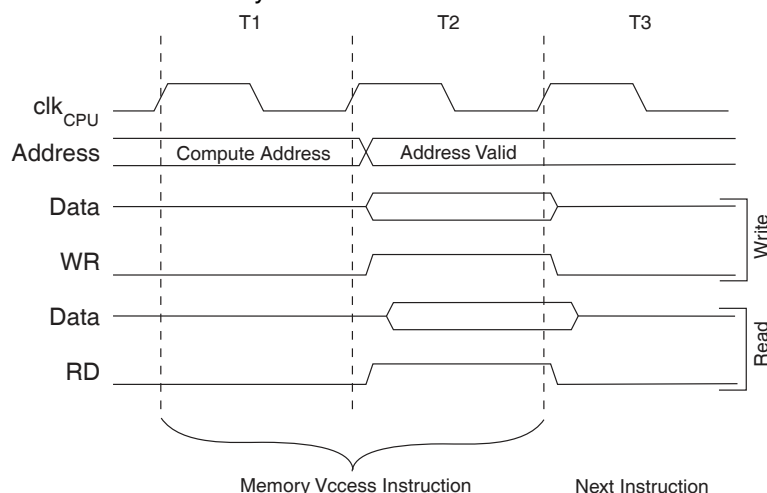 T1 T2 T3
clkCPU
Address Compute Address Address Valid
Data
WR
Write
Data
RD
Read
Memory Vccess Instruction Next Instruction